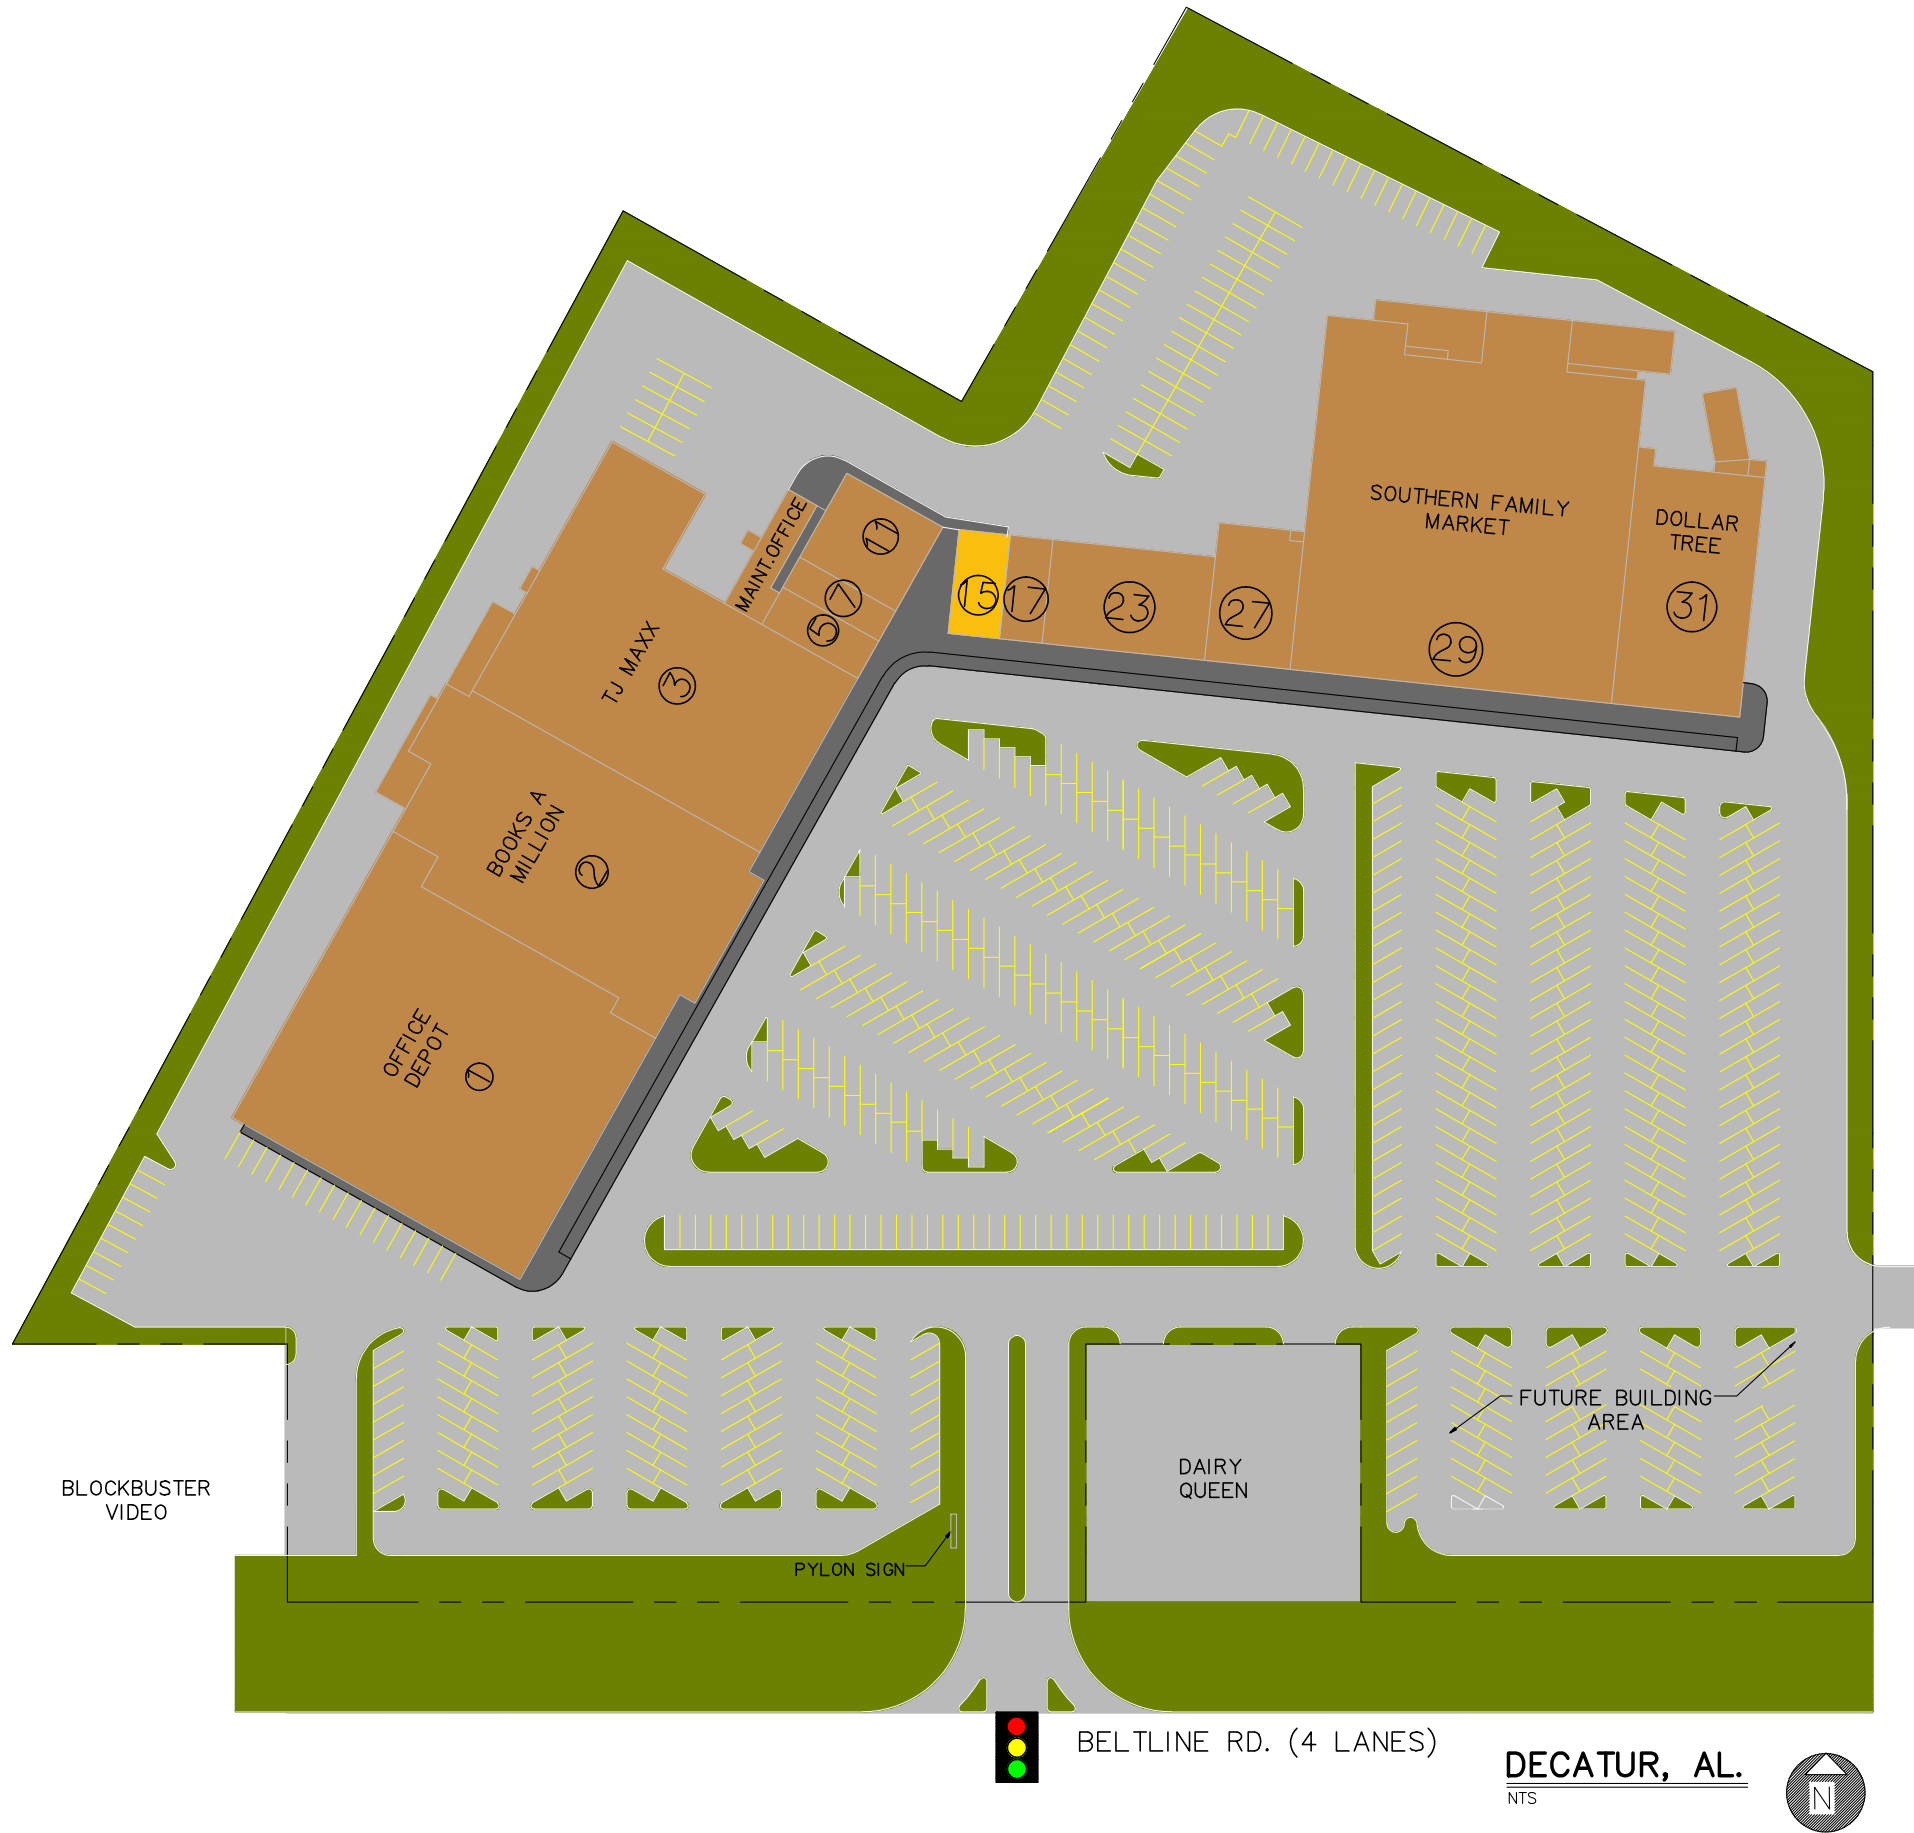 SOUTHERN FAMILY
MARKET
DOLLAR
TREE
MAINT.OFFICE
11
7
5
15
17
23
27
29
31
TJ MAXX
3
BOOKS A
MILLION
2
OFFICE
DEPOT
1
FUTURE BUILDING
AREA
DAIRY
QUEEN
BLOCKBUSTER
VIDEO
PYLON SIGN
BELTLINE RD. (4 LANES)
DECATUR, AL.
NTS
N